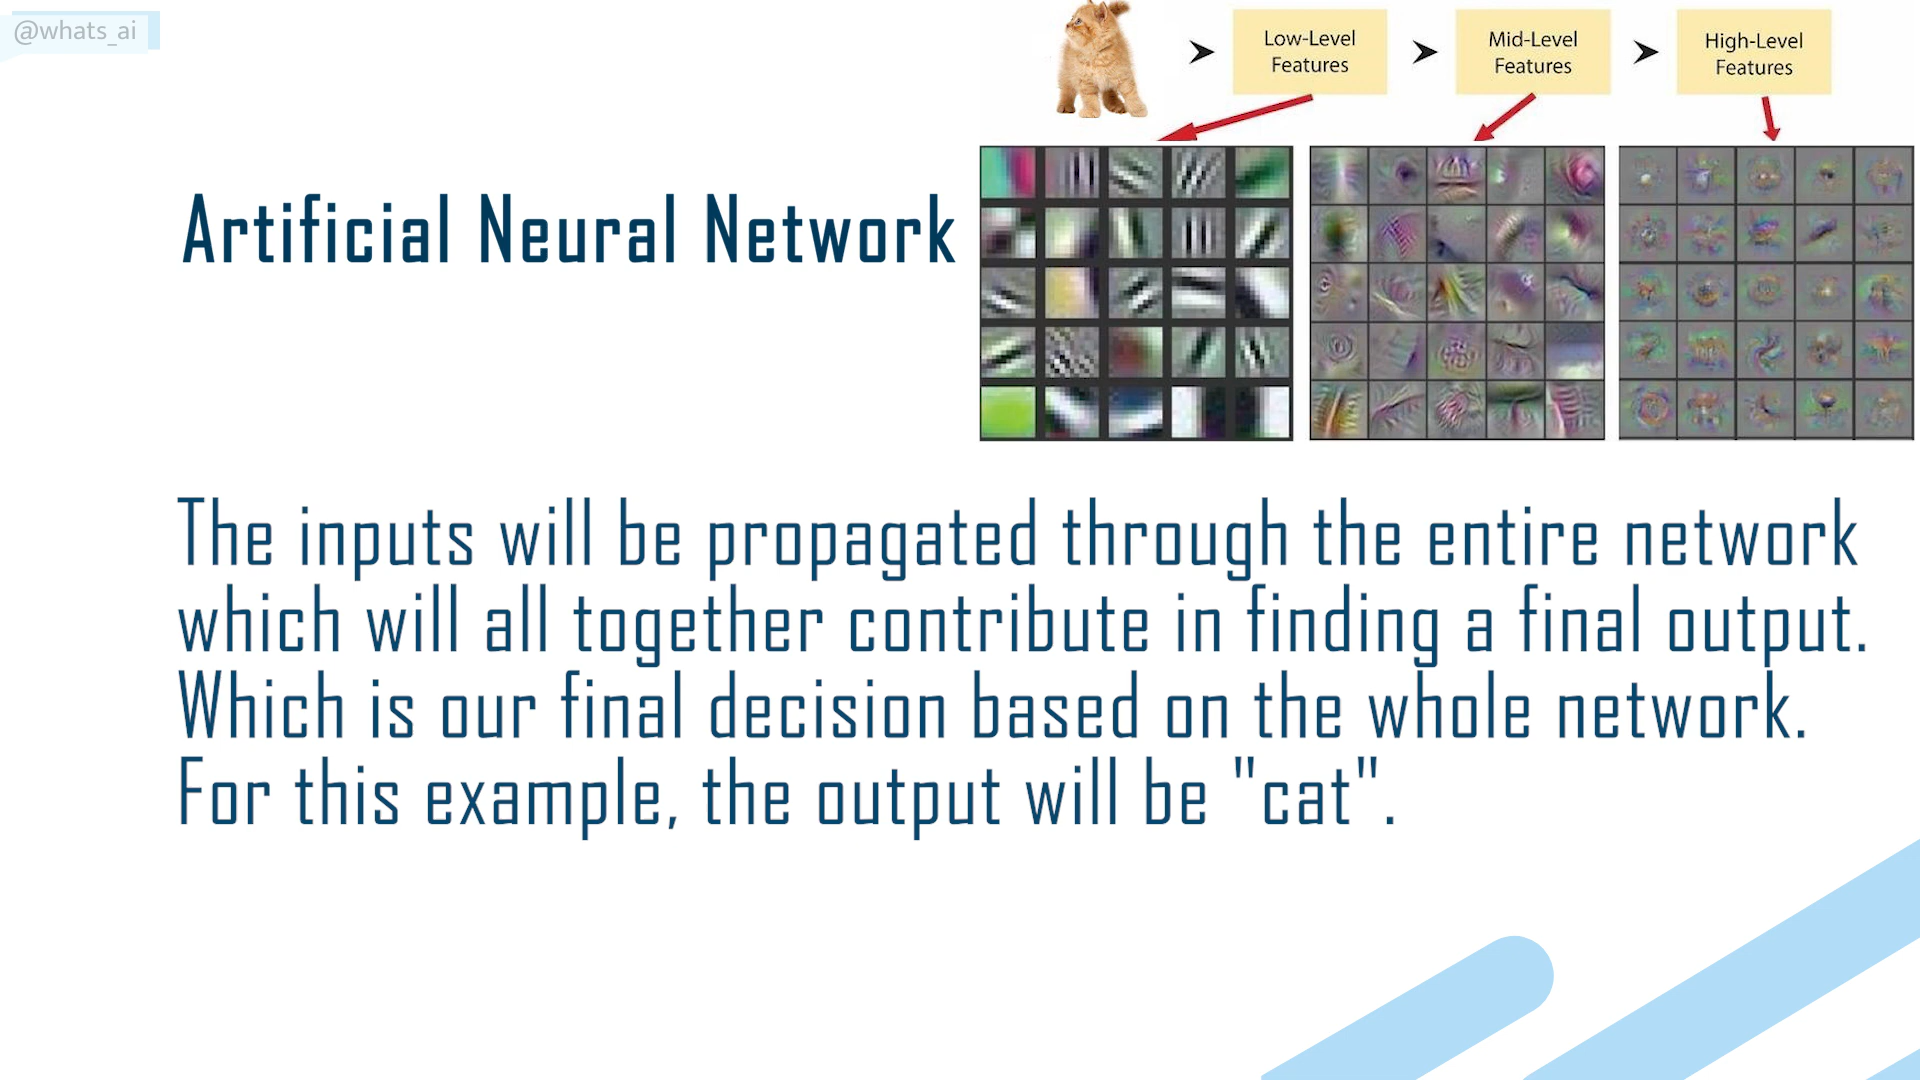 @whats_ai
Low-Level
Features
Mid-Level
Features
High-Level
Features
Artificial Neural Network
The inputs will be propagated through the entire network
which will all together contribute in finding a final output.
Which is our final decision based on the whole network.
For this example, the output will be "cat".